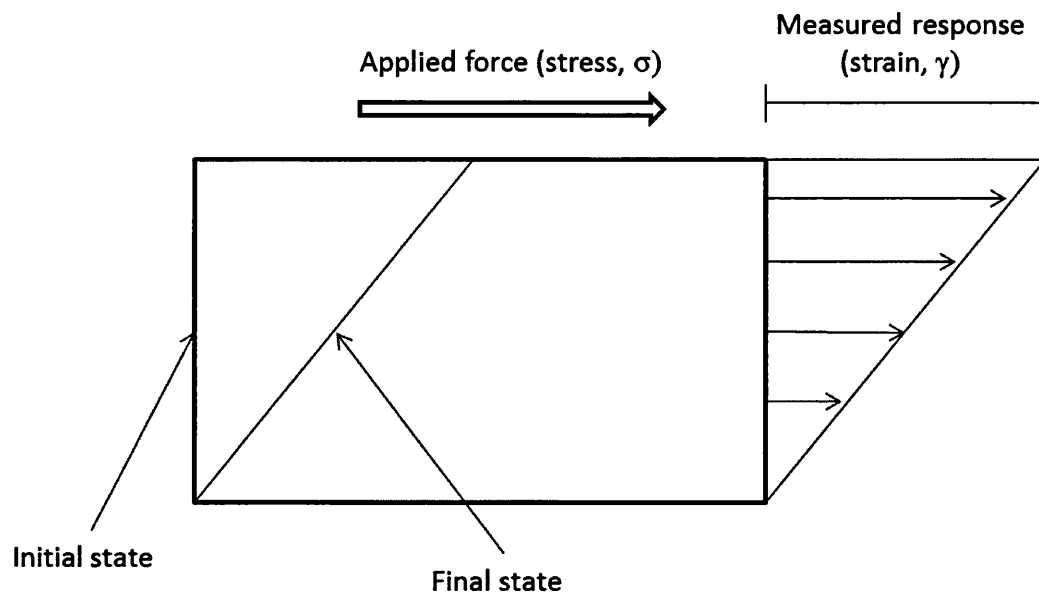 Measured response
(strain, γ)
Applied force (stress, σ)
Initial state
Final state